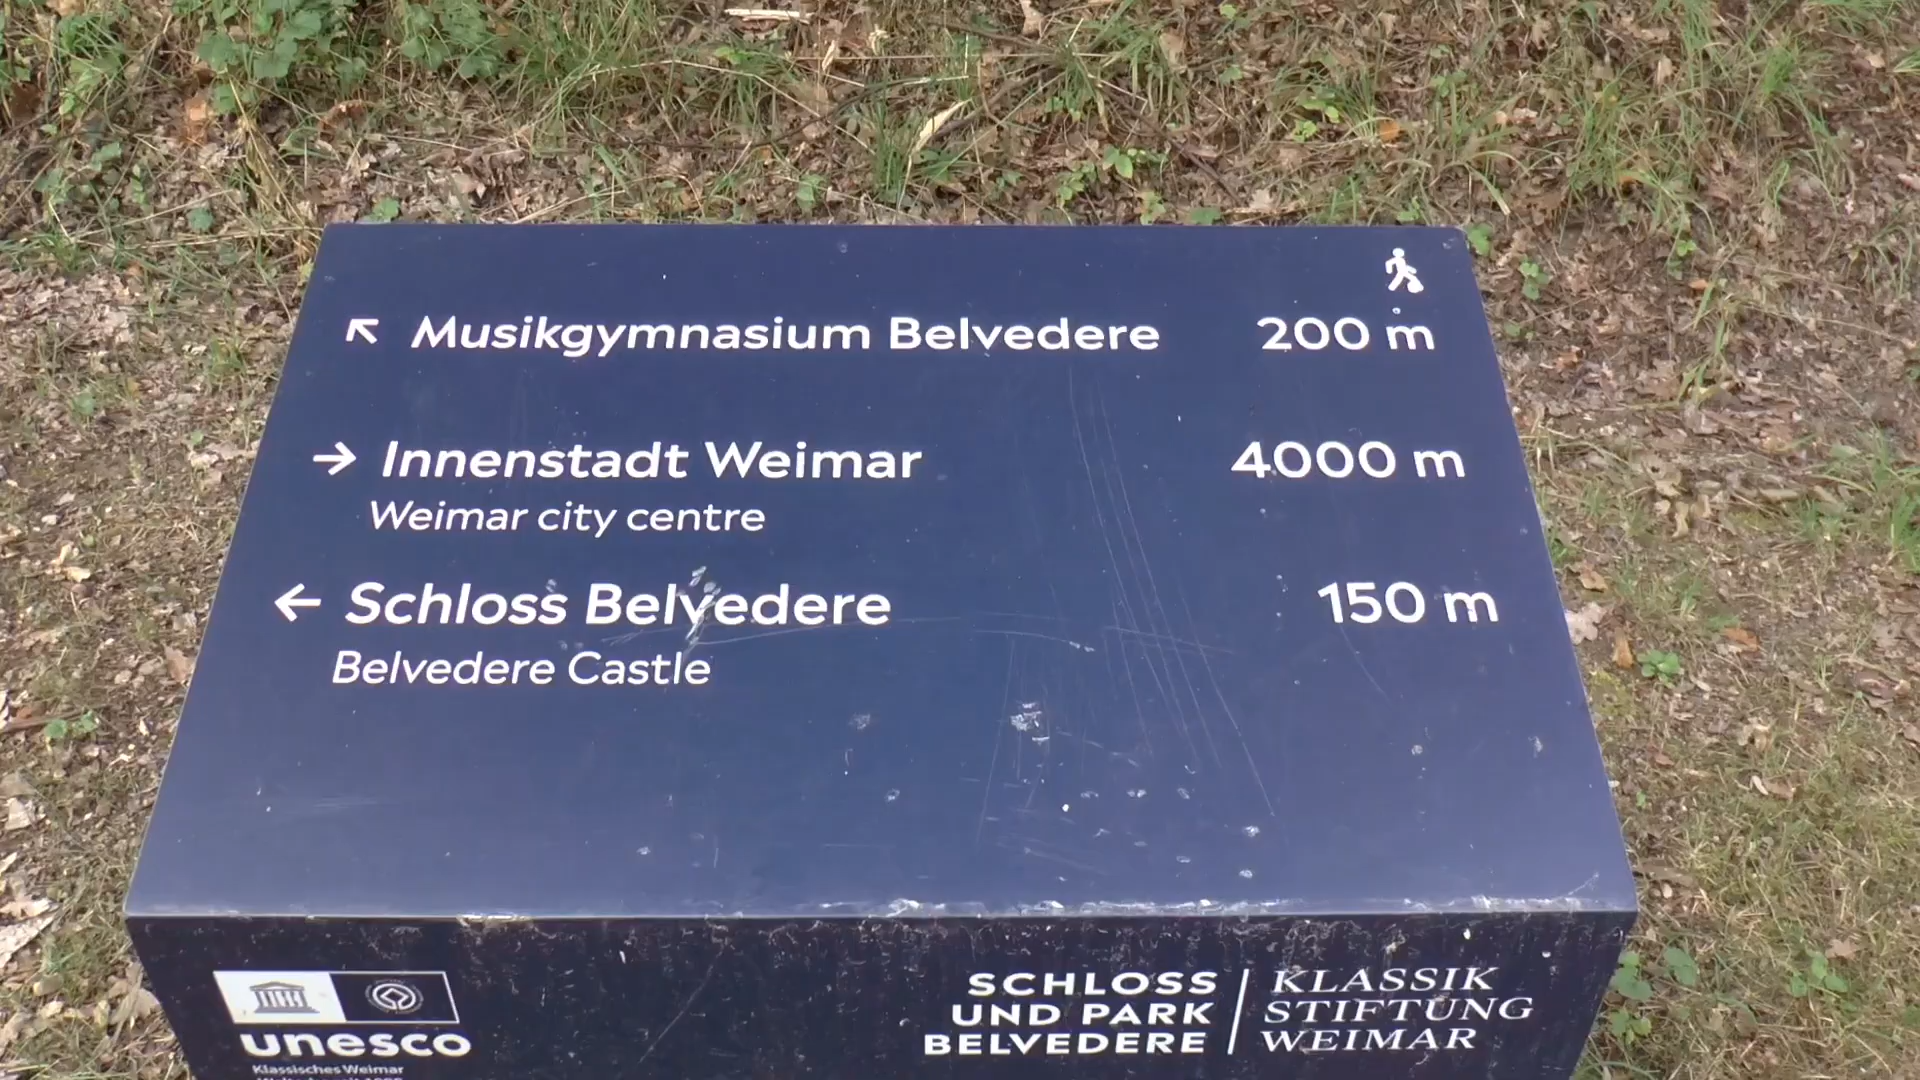 Musikgymnasium Belvedere 200 m
Innenstadt Weimar 4000 m
Weimar city centre
Schloss Belvedere 150 m
Belvedere Castle
unesco
Klassisches Weimar
SCHLOSS
UND PARK
BELVEDERE
KLASSIK
STIFTUNG
WEIMAR